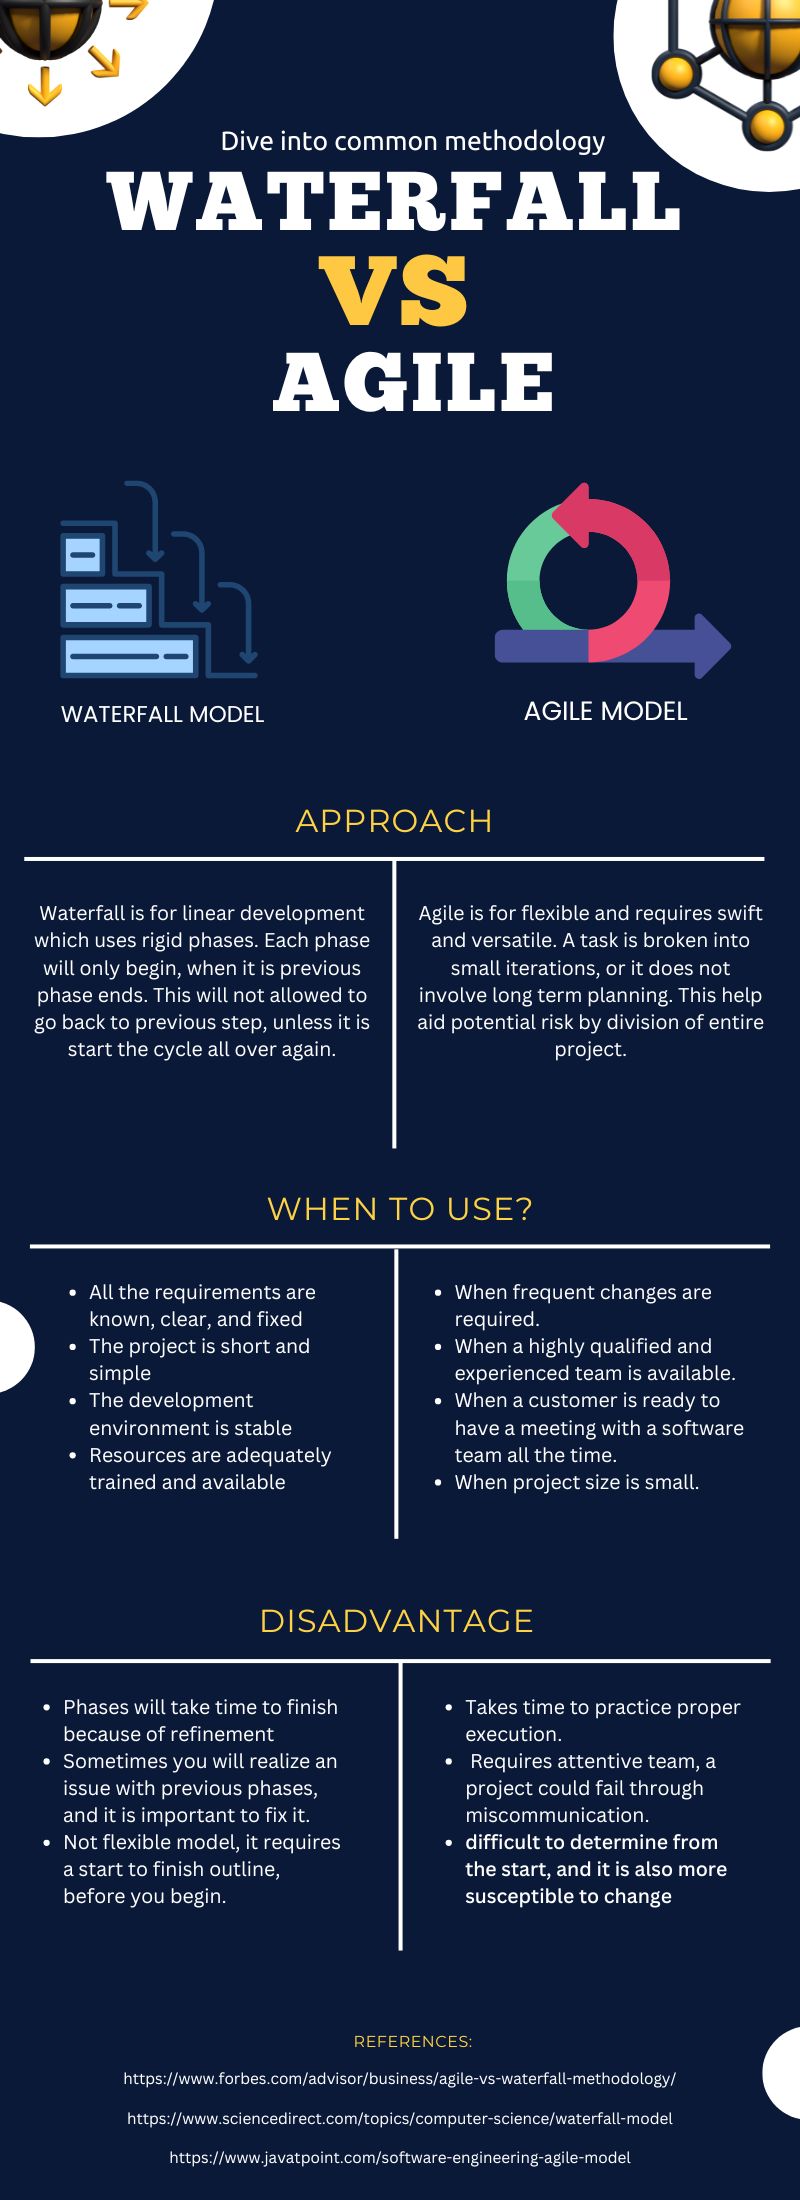 Dive into common methodology
WATERFALL
VS
AGILE
WATERFALL MODEL
AGILE MODEL
APPROACH
Waterfall is for linear development
which uses rigid phases. Each phase
will only begin, when it is previous
phase ends. This will not allowed to
go back to previous step, unless it is
start the cycle all over again.
Agile is for flexible and requires swift
and versatile. A task is broken into
small iterations, or it does not
involve long term planning. This help
aid potential risk by division of entire
project.
WHEN TO USE?
• All the requirements are
known, clear, and fixed
• The project is short and
simple
• The development
environment is stable
• Resources are adequately
trained and available
• When frequent changes are
required.
• When a highly qualified and
experienced team is available.
• When a customer is ready to
have a meeting with a software
team all the time.
• When project size is small.
DISADVANTAGE
• Phases will take time to finish
because of refinement
• Sometimes you will realize an
issue with previous phases,
and it is important to fix it.
• Not flexible model, it requires
a start to finish outline,
before you begin.
• Takes time to practice proper
execution.
• Requires attentive team, a
project could fail through
miscommunication.
• difficult to determine from
the start, and it is also more
susceptible to change
REFERENCES:
https://www.forbes.com/advisor/business/agile-vs-waterfall-methodology/
https://www.sciencedirect.com/topics/computer-science/waterfall-model
https://www.javatpoint.com/software-engineering-agile-model